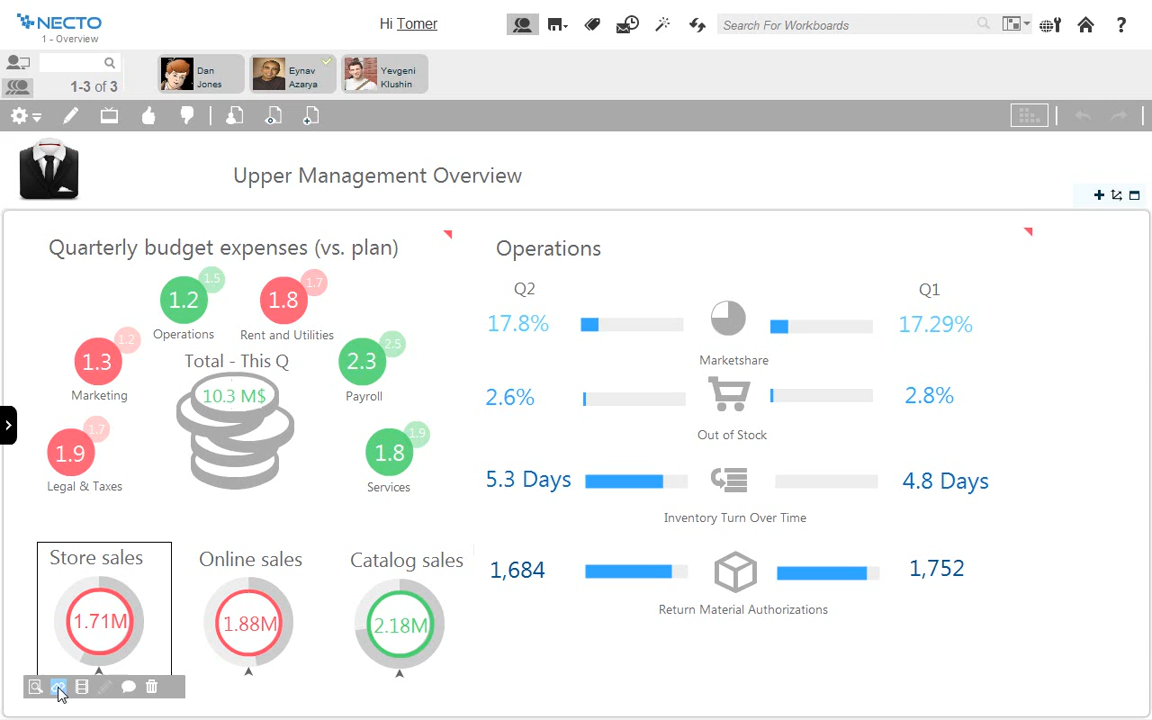 NECTO
1 - Overview
Hi Tomer
Search For Workboards
?
1-3 of 3
Dan
Jones
Eynav
Azarya
Yevgeni
Klushin
Upper Management Overview
Quarterly budget expenses (vs. plan)
1.2
1.5
Operations
1.8
1.7
Rent and Utilities
1.3
1.2
Marketing
Total - This Q
10.3 M$
2.3
2.5
Payroll
1.9
1.7
Legal & Taxes
1.8
1.9
Services
Store sales
1.71M
Online sales
1.88M
Catalog sales
2.18M
Operations
Q2
Q1
17.8%
17.29%
Marketshare
2.6%
2.8%
Out of Stock
5.3 Days
4.8 Days
Inventory Turn Over Time
1,684
1,752
Return Material Authorizations